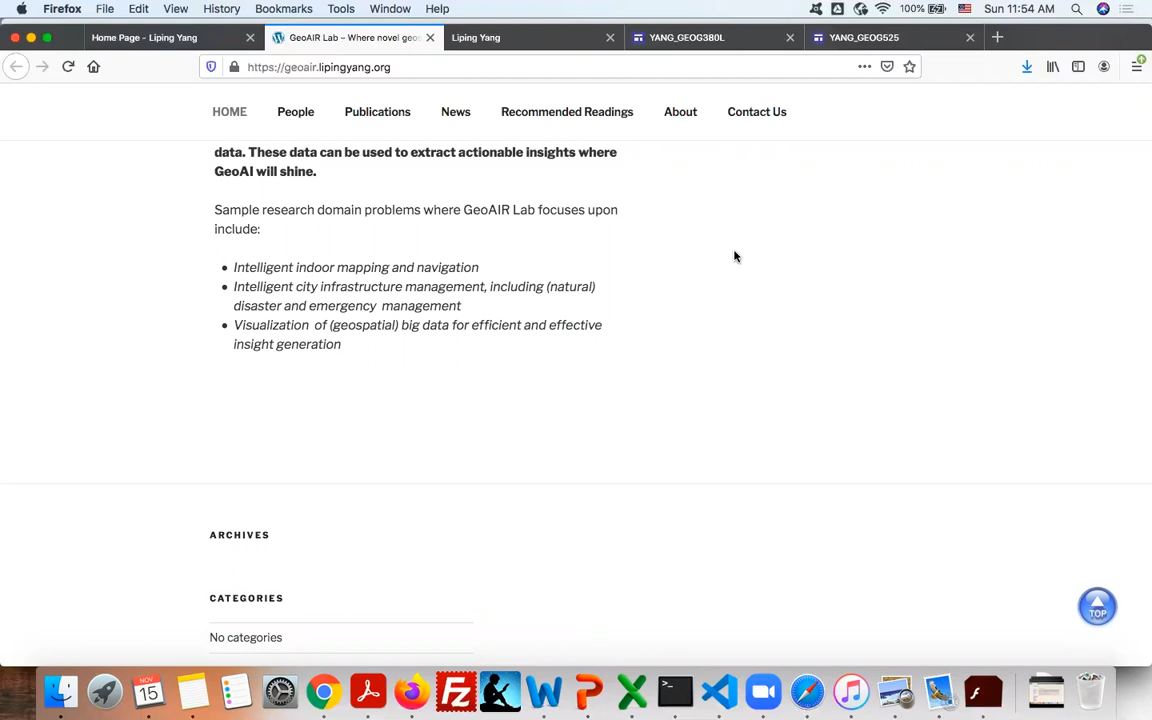 Firefox File Edit View History Bookmarks Tools Window Help 100% Sun 11:54 AM
Home Page - Liping Yang GeoAIR Lab – Where novel geos Liping Yang YANG_GEOG380L YANG_GEOG525
https://geoair.lipingyang.org
HOME People Publications News Recommended Readings About Contact Us
data. These data can be used to extract actionable insights where
GeoAI will shine.
Sample research domain problems where GeoAIR Lab focuses upon
include:
Intelligent indoor mapping and navigation
Intelligent city infrastructure management, including (natural)
disaster and emergency management
Visualization of (geospatial) big data for efficient and effective
insight generation
ARCHIVES
CATEGORIES
No categories
TOP
NOV
15